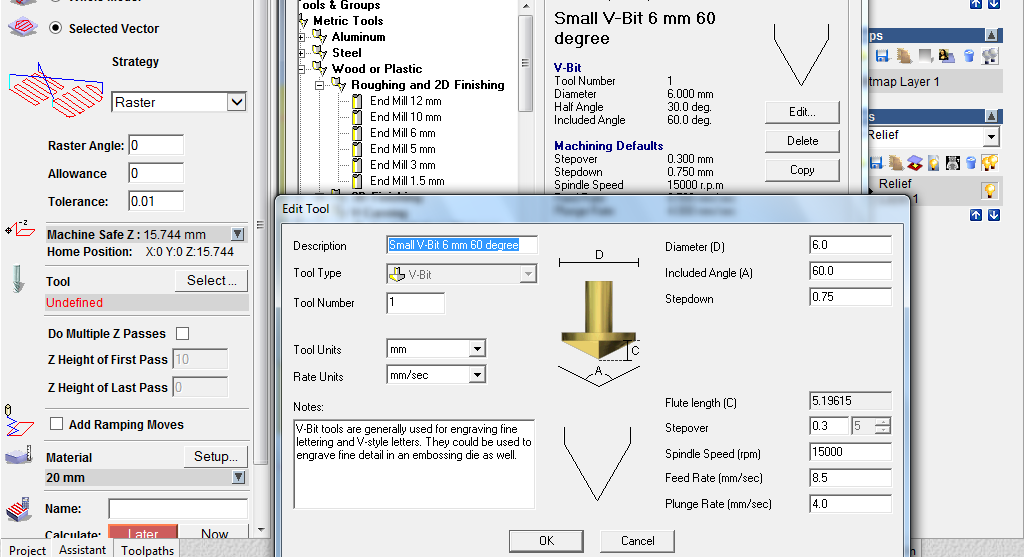 Selected Vector
Strategy
Raster
Raster Angle: 0
Allowance 0
Tolerance: 0.01
Machine Safe Z : 15.744 mm
Home Position: X:0 Y:0 Z:15.744
Tool Select ...
Undefined
Do Multiple Z Passes
Z Height of First Pass 10
Z Height of Last Pass 0
Add Ramping Moves
Material Setup...
20 mm
Name:
Calculate: Later Now
Project Assistant Toolpaths
ools & Groups
Metric Tools
Aluminum
Steel
Wood or Plastic
Roughing and 2D Finishing
End Mill 12 mm
End Mill 10 mm
End Mill 6 mm
End Mill 5 mm
End Mill 3 mm
End Mill 1.5 mm
Small V-Bit 6 mm 60
degree
V-Bit
Tool Number 1
Diameter 6.000 mm
Half Angle 30.0 deg.
Included Angle 60.0 deg.
Machining Defaults
Stepover 0.300 mm
Stepdown 0.750 mm
Spindle Speed 15000 r.p.m
Edit...
Delete
Copy
ps
tmap Layer 1
s
Relief
Relief
Edit Tool
Description Small V-Bit 6 mm 60 degree
Tool Type V-Bit
Tool Number 1
Tool Units mm
Rate Units mm/sec
Notes:
V-Bit tools are generally used for engraving fine
lettering and V-style letters. They could be used to
engrave fine detail in an embossing die as well.
D
C
A
Diameter (D) 6.0
Included Angle (A) 60.0
Stepdown 0.75
Flute length (C) 5.19615
Stepover 0.3 5
Spindle Speed (rpm) 15000
Feed Rate (mm/sec) 8.5
Plunge Rate (mm/sec) 4.0
OK Cancel